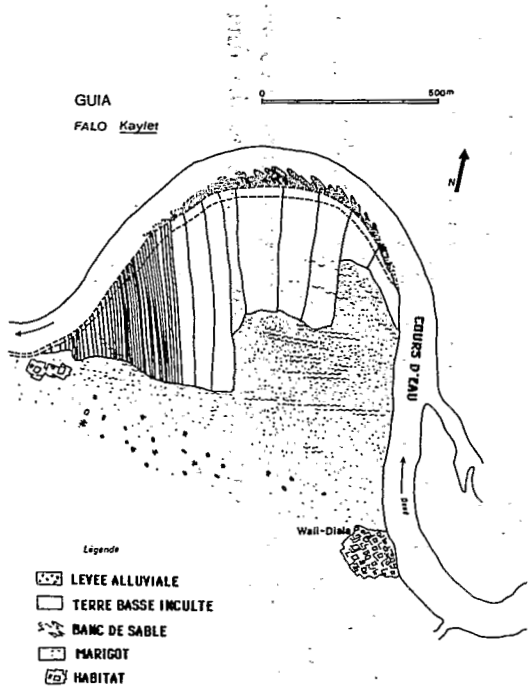 0 500m
GUIA
FALO Kaylet
N
COURS D'EAU
Doué
Wali-Diala
Légende
LEVEE ALLUVIALE
TERRE BASSE INCULTE
BANC DE SABLE
MARIGOT
HABITAT